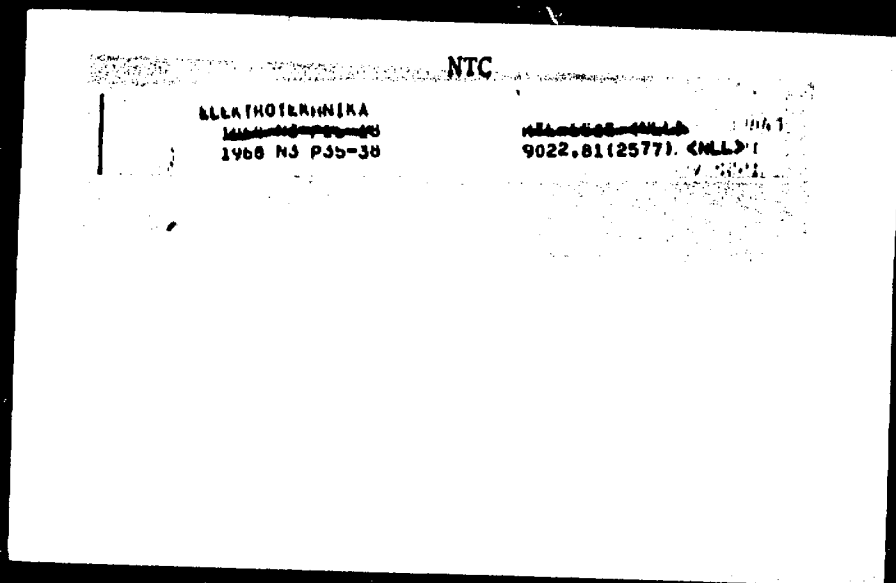 NTC
ELEKTROTEKHNIKA
1968 N3 P35-38 9022.81(2577). <NLL>